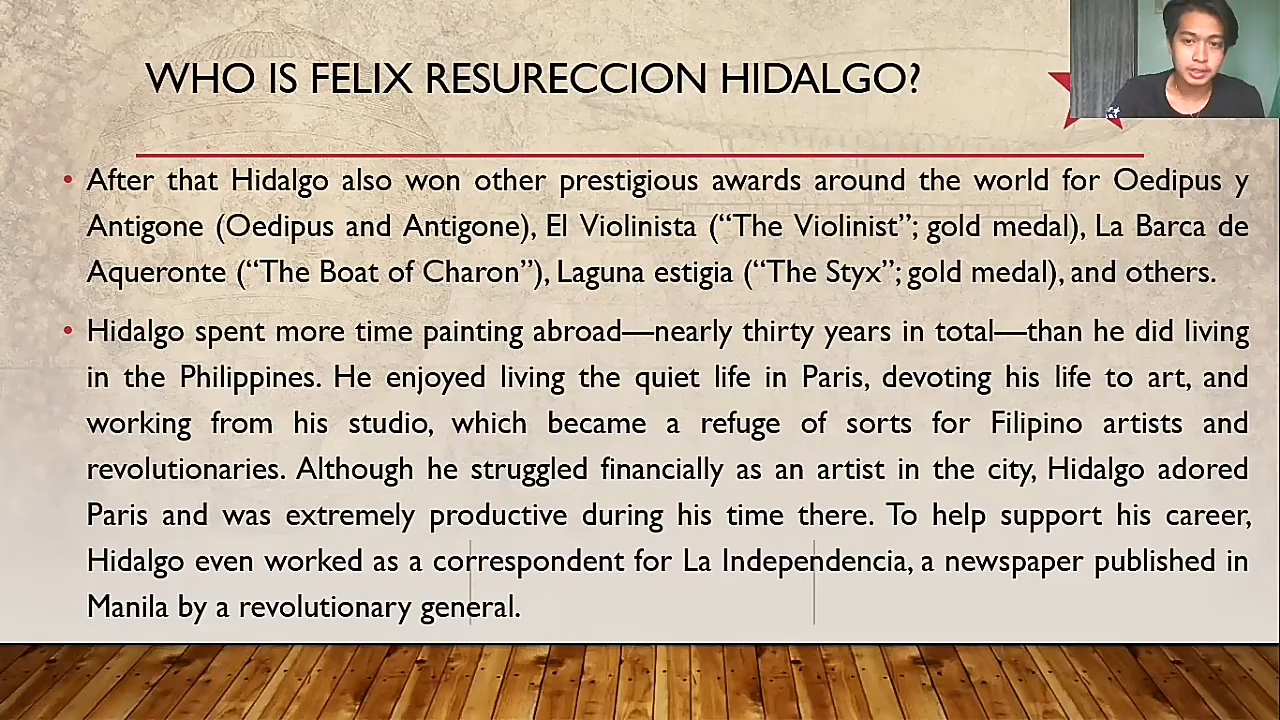 WHO IS FELIX RESURECCION HIDALGO?
• After that Hidalgo also won other prestigious awards around the world for Oedipus y
Antigone (Oedipus and Antigone), El Violinista (“The Violinist”; gold medal), La Barca de
Aqueronte (“The Boat of Charon”), Laguna estigia (“The Styx”; gold medal), and others.
• Hidalgo spent more time painting abroad—nearly thirty years in total—than he did living
in the Philippines. He enjoyed living the quiet life in Paris, devoting his life to art, and
working from his studio, which became a refuge of sorts for Filipino artists and
revolutionaries. Although he struggled financially as an artist in the city, Hidalgo adored
Paris and was extremely productive during his time there. To help support his career,
Hidalgo even worked as a correspondent for La Independencia, a newspaper published in
Manila by a revolutionary general.